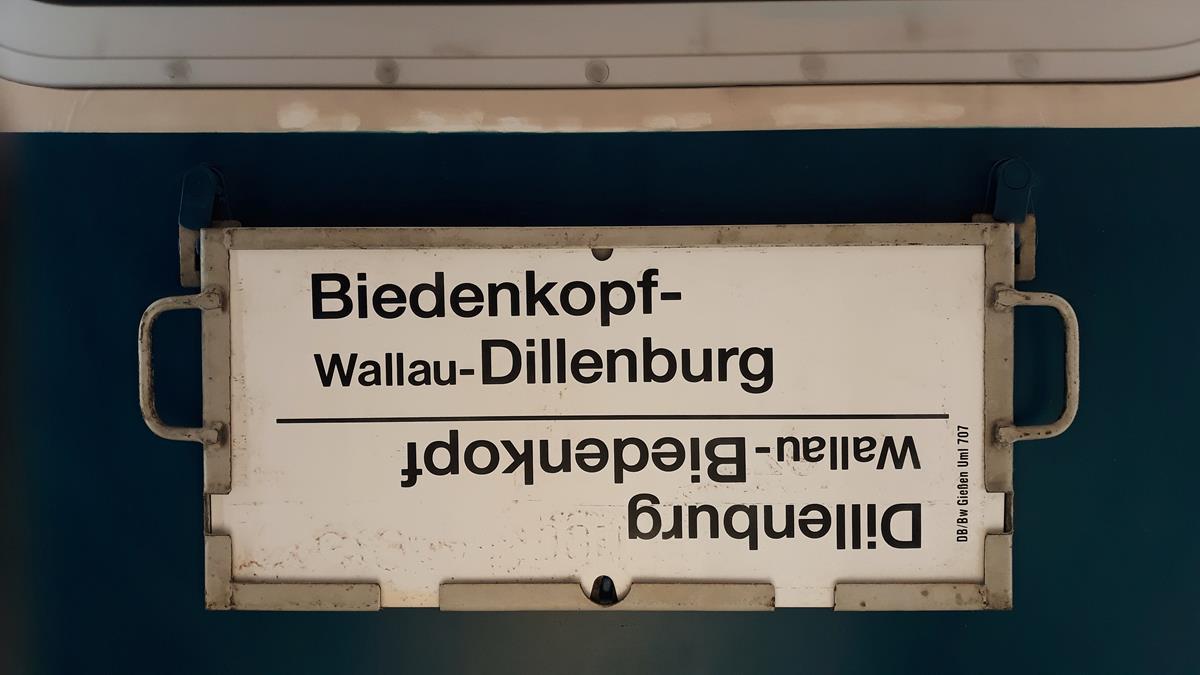 Biedenkopf-
Wallau-Dillenburg
Dillenburg
Wallau-Biedenkopf
DB/Bw Gießen Uml 707